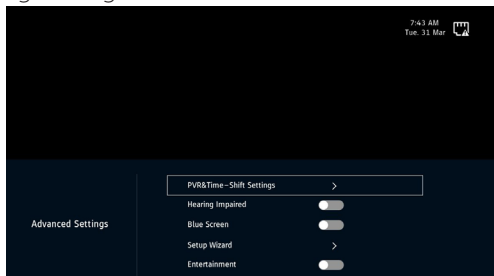 7:43 AM
Tue. 31 Mar
Advanced Settings
PVR&Time-Shift Settings
Hearing Impaired
Blue Screen
Setup Wizard
Entertainment